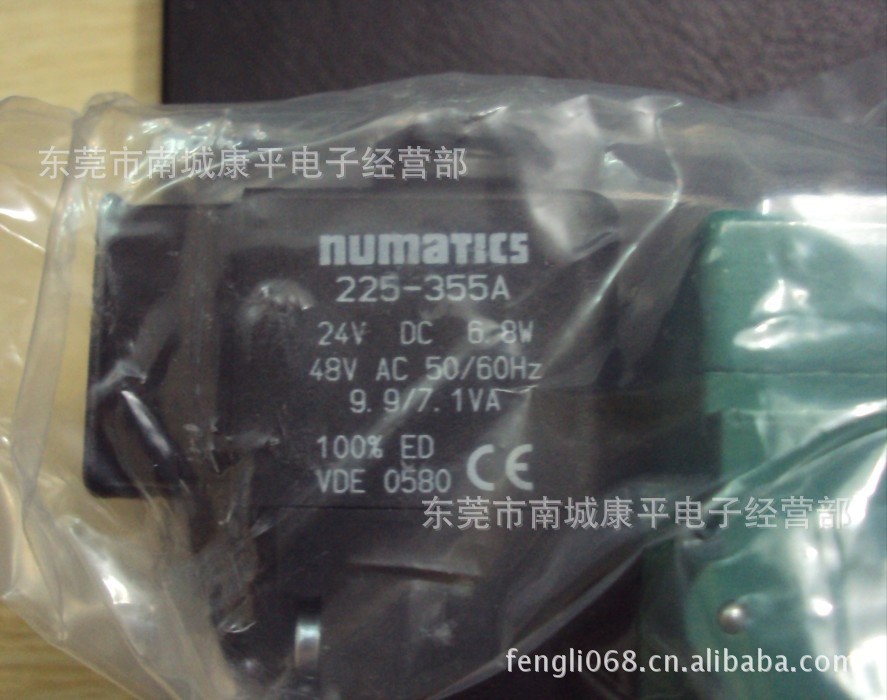 东莞市南城康平电子经营部
numatics
225-355A
24V DC 6.8W
48V AC 50/60Hz
9.9/7.1VA
100% ED
VDE 0580 CE
东莞市南城康平电子经营部
fengli068.cn.alibaba.com